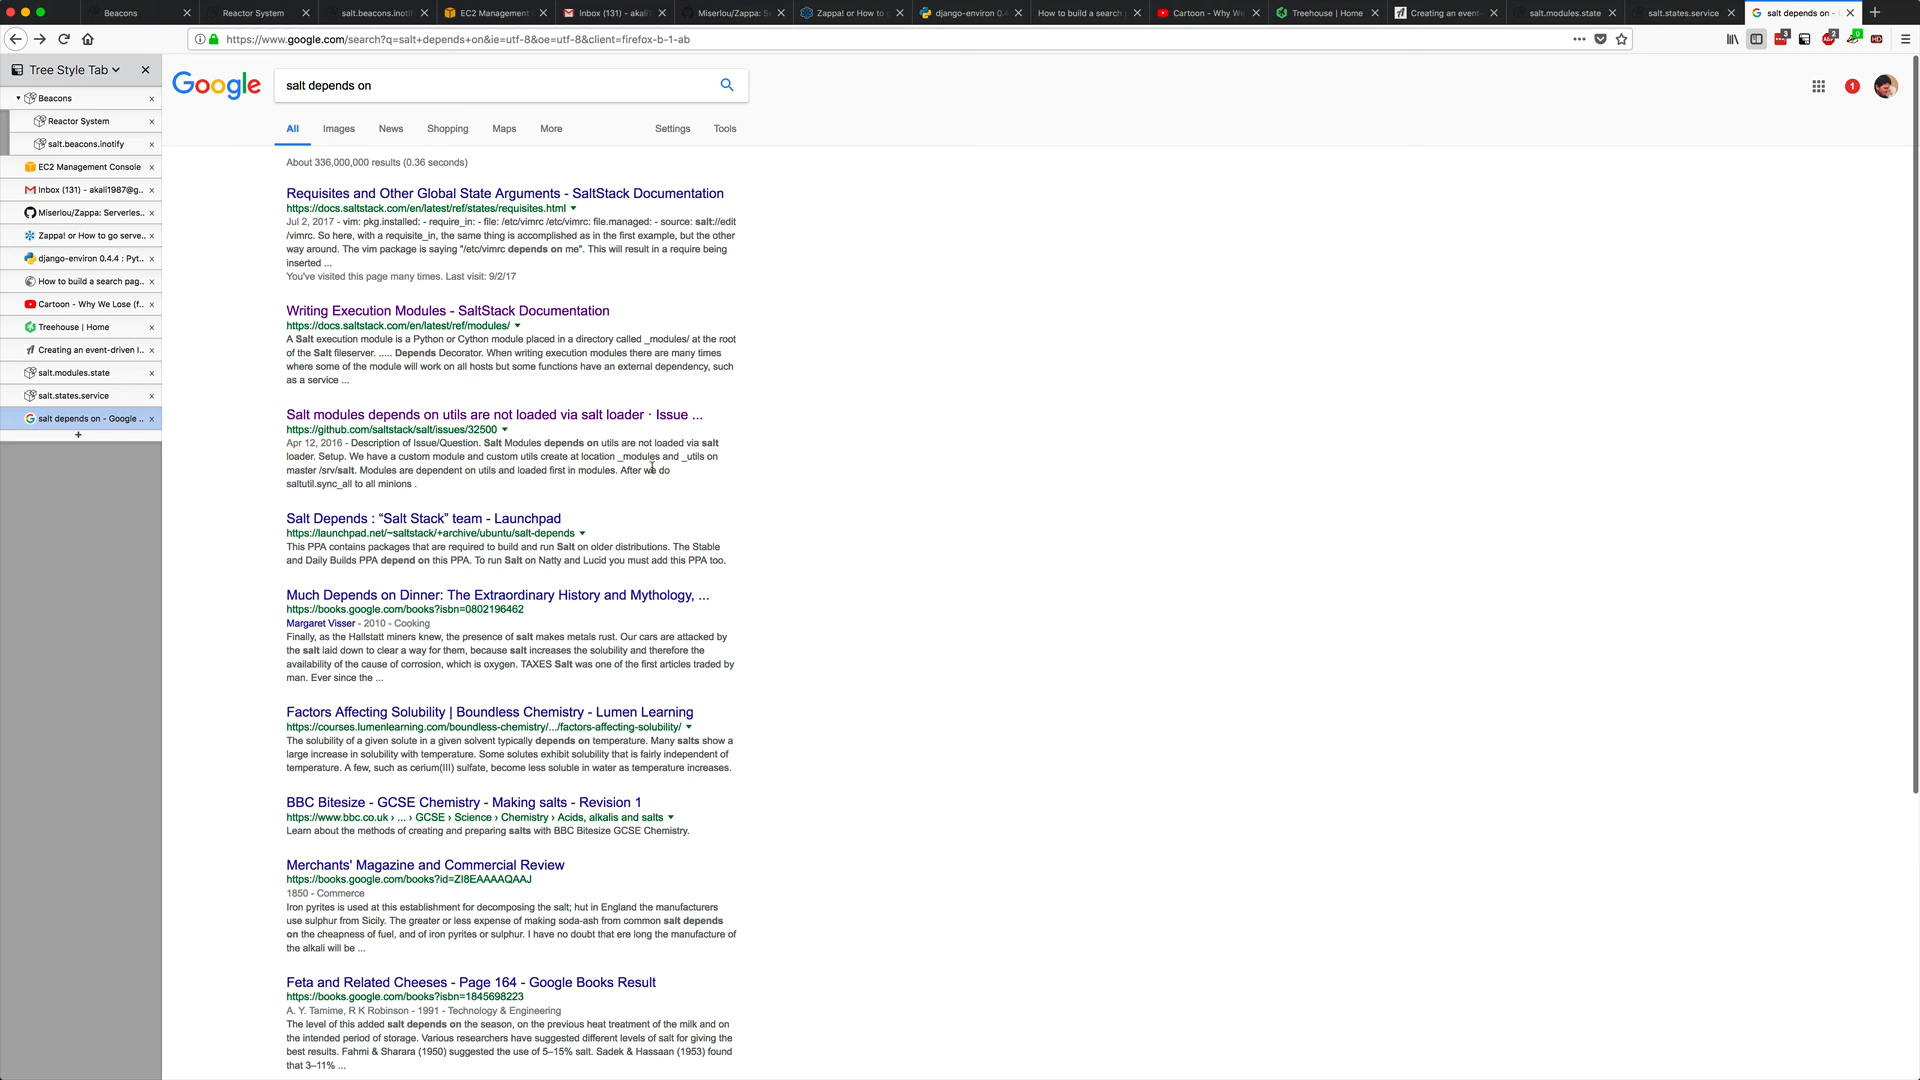 Beacons
Reactor System
salt.beacons.inoti
EC2 Management
Inbox (131) - akali
Miserlou/Zappa: S
Zappa! or How to
django-environ 0.4
How to build a search
Cartoon - Why We
Treehouse | Home
Creating an event-
salt.modules.state
salt.states.service
salt depends on -
https://www.google.com/search?q=salt+depends+on&ie=utf-8&oe=utf-8&client=firefox-b-1-ab
3
2
0
HD
Tree Style Tab
Beacons
Reactor System
salt.beacons.inotify
EC2 Management Console
Inbox (131) - akali1987@g..
Miserlou/Zappa: Serverles..
Zappa! or How to go serve..
django-environ 0.4.4 : Pyt..
How to build a search pag..
Cartoon - Why We Lose (f..
Treehouse | Home
Creating an event-driven I..
salt.modules.state
salt.states.service
salt depends on - Google ..
Google
salt depends on
1
All
Images
News
Shopping
Maps
More
Settings
Tools
About 336,000,000 results (0.36 seconds)
Requisites and Other Global State Arguments - SaltStack Documentation
https://docs.saltstack.com/en/latest/ref/states/requisites.html
Jul 2, 2017 - vim: pkg.installed: - require_in: - file: /etc/vimrc /etc/vimrc: file.managed: - source: salt://edit
/vimrc. So here, with a requisite_in, the same thing is accomplished as in the first example, but the other
way around. The vim package is saying "/etc/vimrc depends on me". This will result in a require being
inserted ...
You've visited this page many times. Last visit: 9/2/17
Writing Execution Modules - SaltStack Documentation
https://docs.saltstack.com/en/latest/ref/modules/
A Salt execution module is a Python or Cython module placed in a directory called _modules/ at the root
of the Salt fileserver. ..... Depends Decorator. When writing execution modules there are many times
where some of the module will work on all hosts but some functions have an external dependency, such
as a service ...
Salt modules depends on utils are not loaded via salt loader · Issue ...
https://github.com/saltstack/salt/issues/32500
Apr 12, 2016 - Description of Issue/Question. Salt Modules depends on utils are not loaded via salt
loader. Setup. We have a custom module and custom utils create at location _modules and _utils on
master /srv/salt. Modules are dependent on utils and loaded first in modules. After we do
saltutil.sync_all to all minions .
Salt Depends : “Salt Stack” team - Launchpad
https://launchpad.net/~saltstack/+archive/ubuntu/salt-depends
This PPA contains packages that are required to build and run Salt on older distributions. The Stable
and Daily Builds PPA depend on this PPA. To run Salt on Natty and Lucid you must add this PPA too.
Much Depends on Dinner: The Extraordinary History and Mythology, ...
https://books.google.com/books?isbn=0802196462
Margaret Visser - 2010 - Cooking
Finally, as the Hallstatt miners knew, the presence of salt makes metals rust. Our cars are attacked by
the salt laid down to clear a way for them, because salt increases the solubility and therefore the
availability of the cause of corrosion, which is oxygen. TAXES Salt was one of the first articles traded by
man. Ever since the ...
Factors Affecting Solubility | Boundless Chemistry - Lumen Learning
https://courses.lumenlearning.com/boundless-chemistry/.../factors-affecting-solubility/
The solubility of a given solute in a given solvent typically depends on temperature. Many salts show a
large increase in solubility with temperature. Some solutes exhibit solubility that is fairly independent of
temperature. A few, such as cerium(III) sulfate, become less soluble in water as temperature increases.
BBC Bitesize - GCSE Chemistry - Making salts - Revision 1
https://www.bbc.co.uk › ... › GCSE › Science › Chemistry › Acids, alkalis and salts
Learn about the methods of creating and preparing salts with BBC Bitesize GCSE Chemistry.
Merchants' Magazine and Commercial Review
https://books.google.com/books?id=ZI8EAAAAQAAJ
1850 - Commerce
Iron pyrites is used at this establishment for decomposing the salt; hut in England the manufacturers
use sulphur from Sicily. The greater or less expense of making soda-ash from common salt depends
on the cheapness of fuel, and of iron pyrites or sulphur. I have no doubt that ere long the manufacture of
the alkali will be ...
Feta and Related Cheeses - Page 164 - Google Books Result
https://books.google.com/books?isbn=1845698223
A. Y. Tamime, R K Robinson - 1991 - Technology & Engineering
The level of this added salt depends on the season, on the previous heat treatment of the milk and on
the intended period of storage. Various researchers have suggested different levels of salt for giving the
best results. Fahmi & Sharara (1950) suggested the use of 5–15% salt. Sadek & Hassaan (1953) found
that 3–11% ...